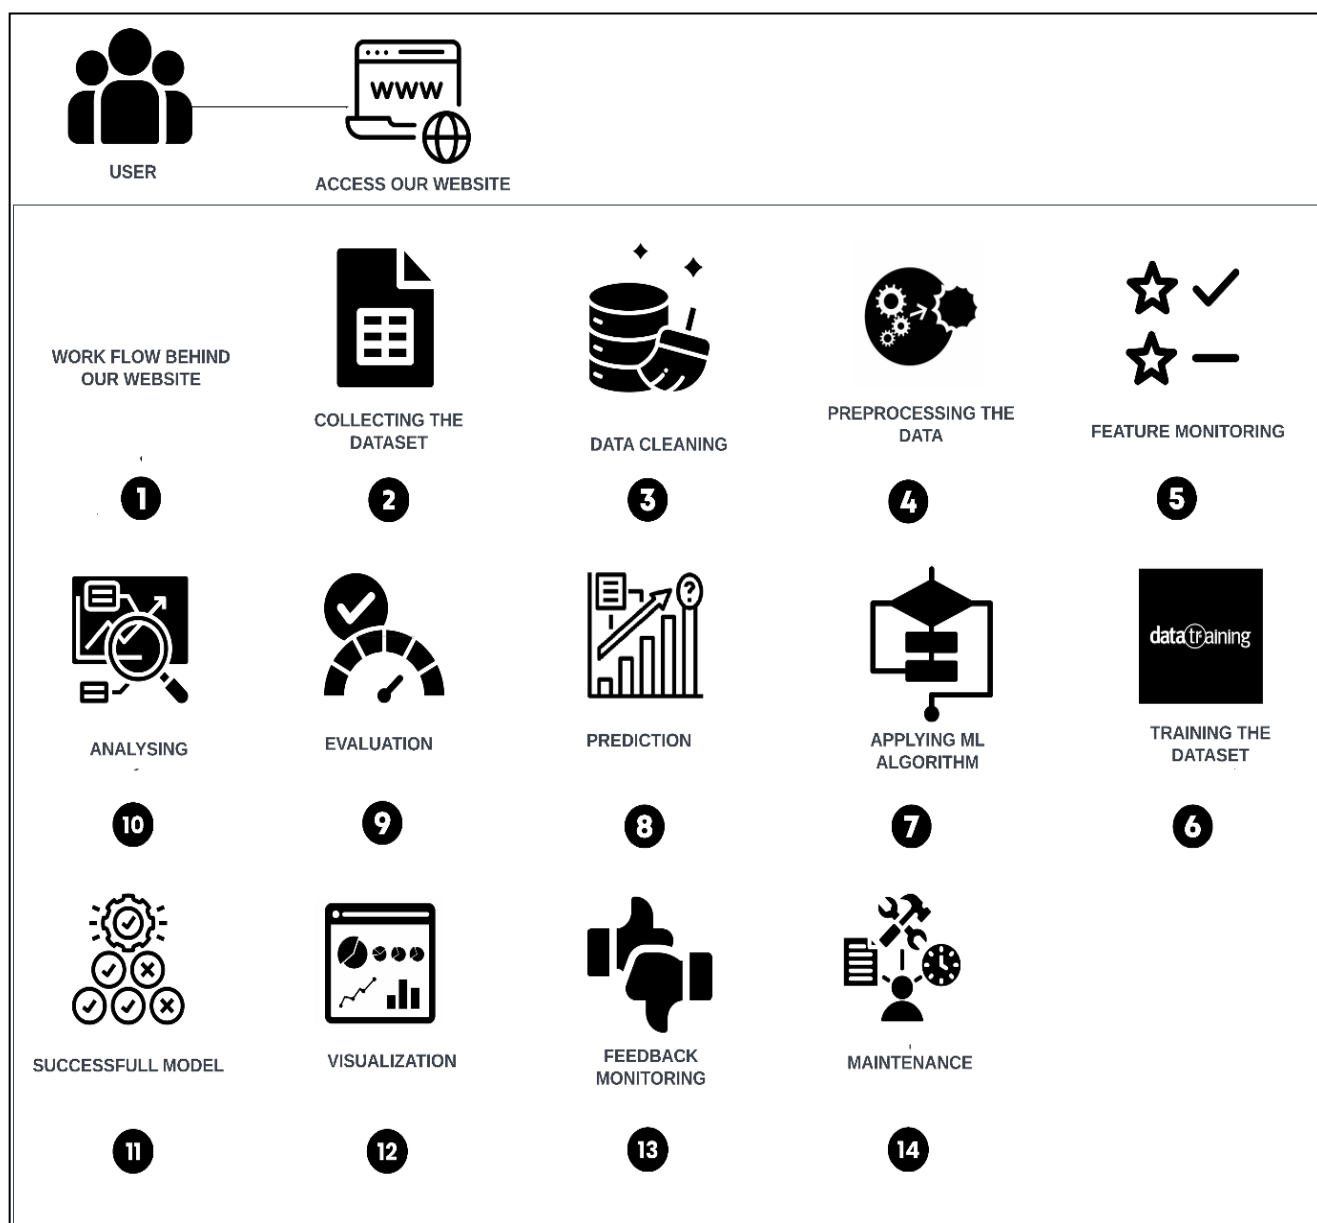 WWW
USER
ACCESS OUR WEBSITE
WORK FLOW BEHIND
OUR WEBSITE
COLLECTING THE
DATASET
DATA CLEANING
PREPROCESSING THE
DATA
FEATURE MONITORING
1
2
3
4
5
?
datatraining
ANALYSING
EVALUATION
PREDICTION
APPLYING ML
ALGORITHM
TRAINING THE
DATASET
10
9
8
7
6
SUCCESSFULL MODEL
VISUALIZATION
FEEDBACK
MONITORING
MAINTENANCE
11
12
13
14